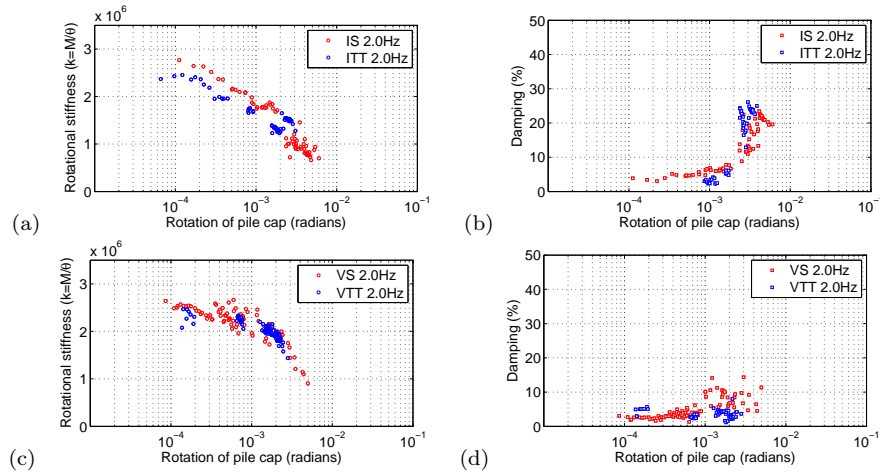 x 10⁶
3
2
1
0
Rotational stiffness (k=M/θ)
IS 2.0Hz
ITT 2.0Hz
10⁻⁴
10⁻³
10⁻²
10⁻¹
Rotation of pile cap (radians)
(a)
50
40
30
20
10
0
Damping (%)
IS 2.0Hz
ITT 2.0Hz
10⁻⁴
10⁻³
10⁻²
10⁻¹
Rotation of pile cap (radians)
(b)
x 10⁶
3
2
1
0
Rotational stiffness (k=M/θ)
VS 2.0Hz
VTT 2.0Hz
10⁻⁴
10⁻³
10⁻²
10⁻¹
Rotation of pile cap (radians)
(c)
50
40
30
20
10
0
Damping (%)
VS 2.0Hz
VTT 2.0Hz
10⁻⁴
10⁻³
10⁻²
10⁻¹
Rotation of pile cap (radians)
(d)